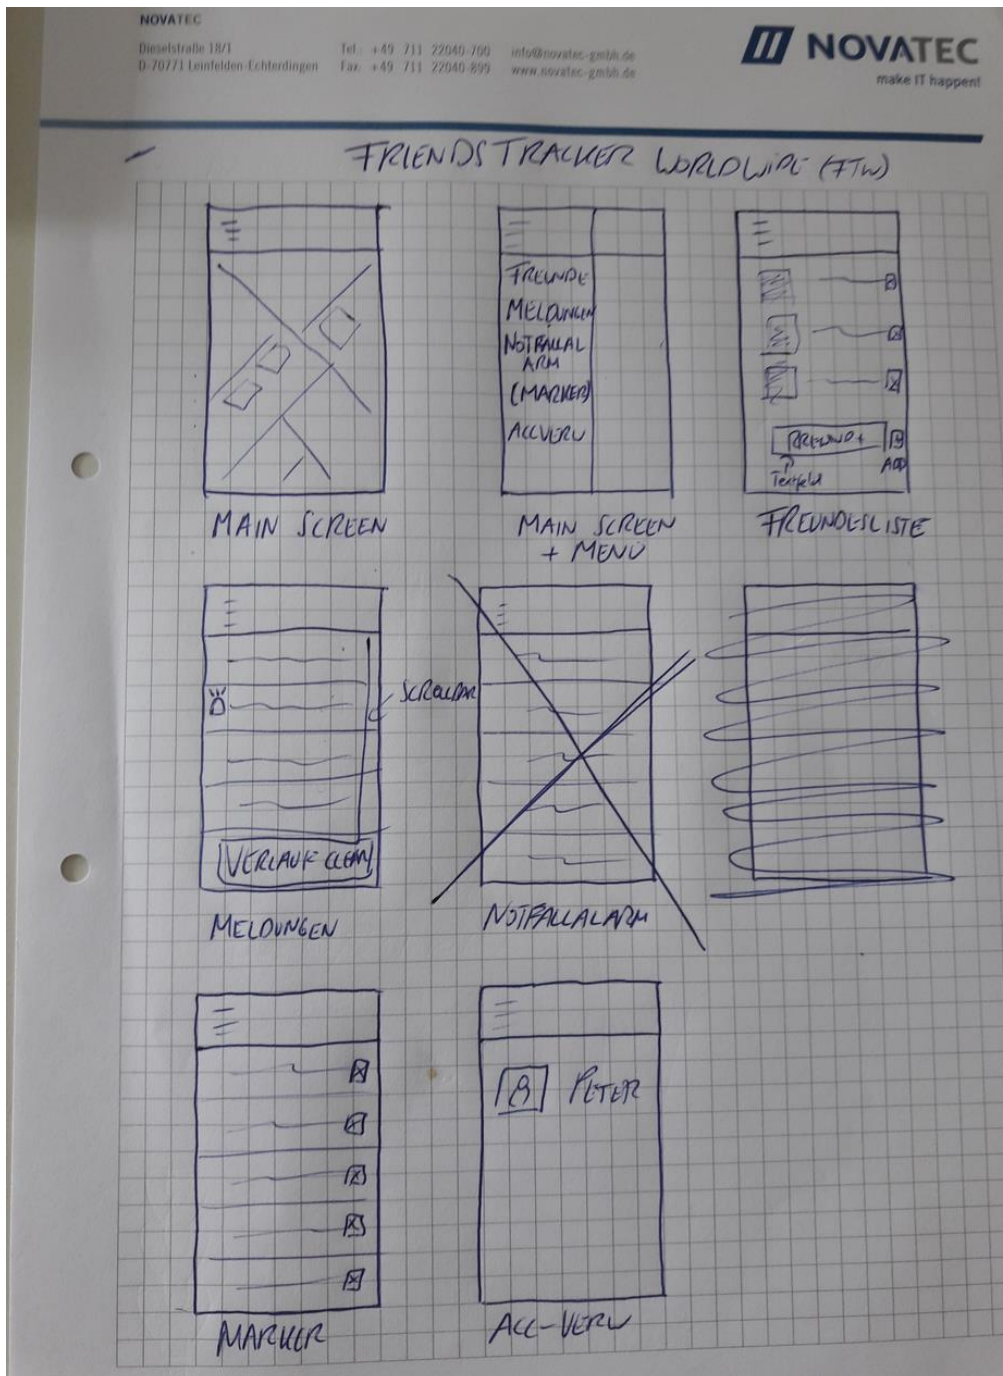 NOVATEC
Dieselstraße 18/1
D-70771 Leinfelden-Echterdingen
Tel.: +49 711 22040-700
Fax: +49 711 22040-899
info@novatec-gmbh.de
www.novatec-gmbh.de
NOVATEC
make IT happen!
FRIENDSTRACKER WORLDWIDE (FTW)
FREUNDE
MELDUNGEN
NOTFALLAL
ARM
(MARKER)
ACCVERW
FREUND +
ADD
Textfeld
MAIN SCREEN
MAIN SCREEN
+ MENÜ
FREUNDESLISTE
SCROLLBAR
VERLAUF CLEAR
MELDUNGEN
NOTFALLALARM
PETER
MARKER
ACC-VERW